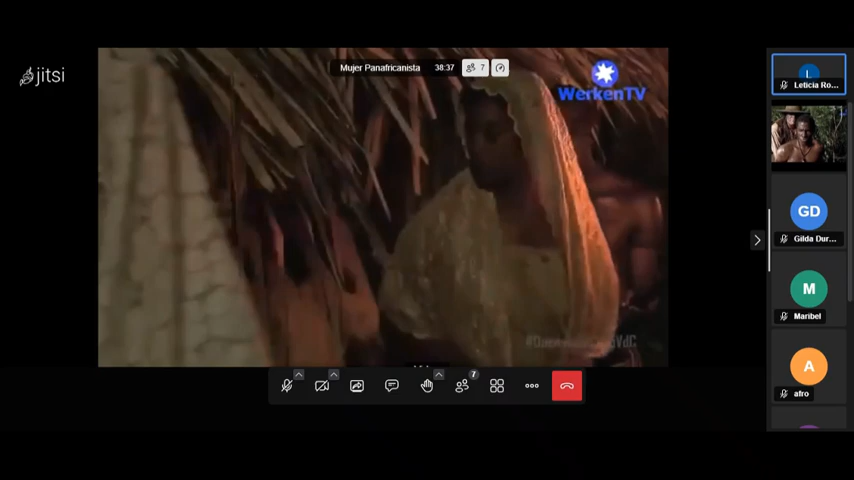 jitsi
Mujer Panafricanista 38:37 7
WerkenTV
L
Leticia Ro...
GD
Gilda Dur...
M
Maribel
A
afro
7